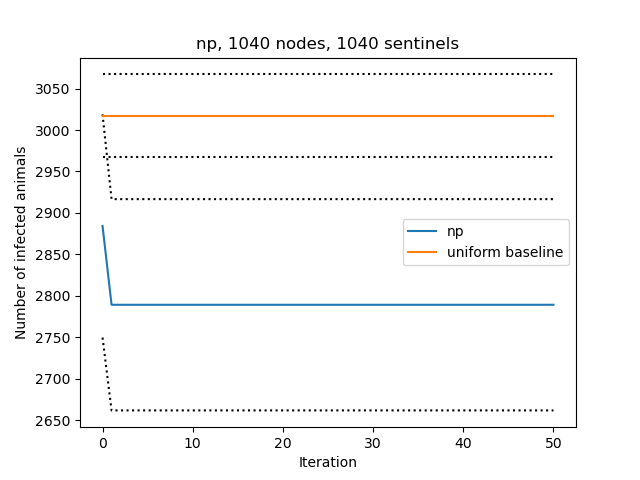 np, 1040 nodes, 1040 sentinels
Number of infected animals
3050
3000
2950
2900
2850
2800
2750
2700
2650
np
uniform baseline
0 10 20 30 40 50
Iteration